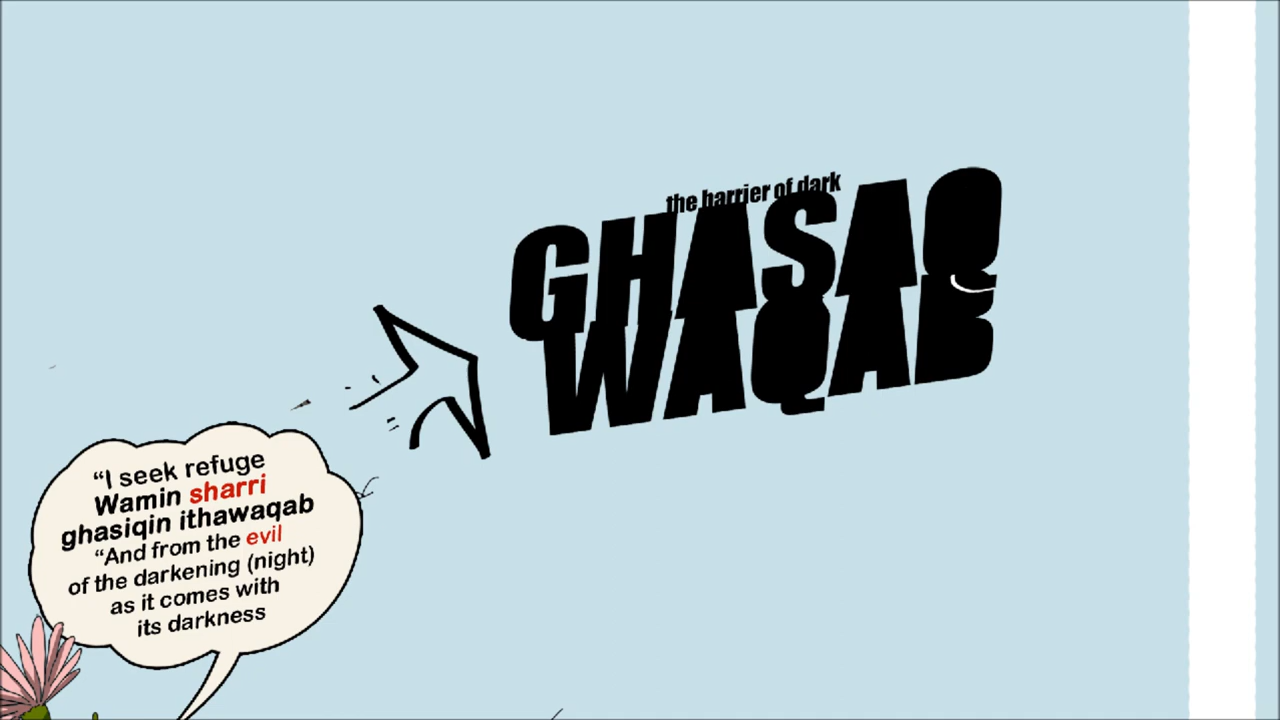 the barrier of dark
GHASAQ
WAQAB
“I seek refuge
Wamin sharri
ghasiqin ithawaqab
“And from the evil
of the darkening (night)
as it comes with
its darkness